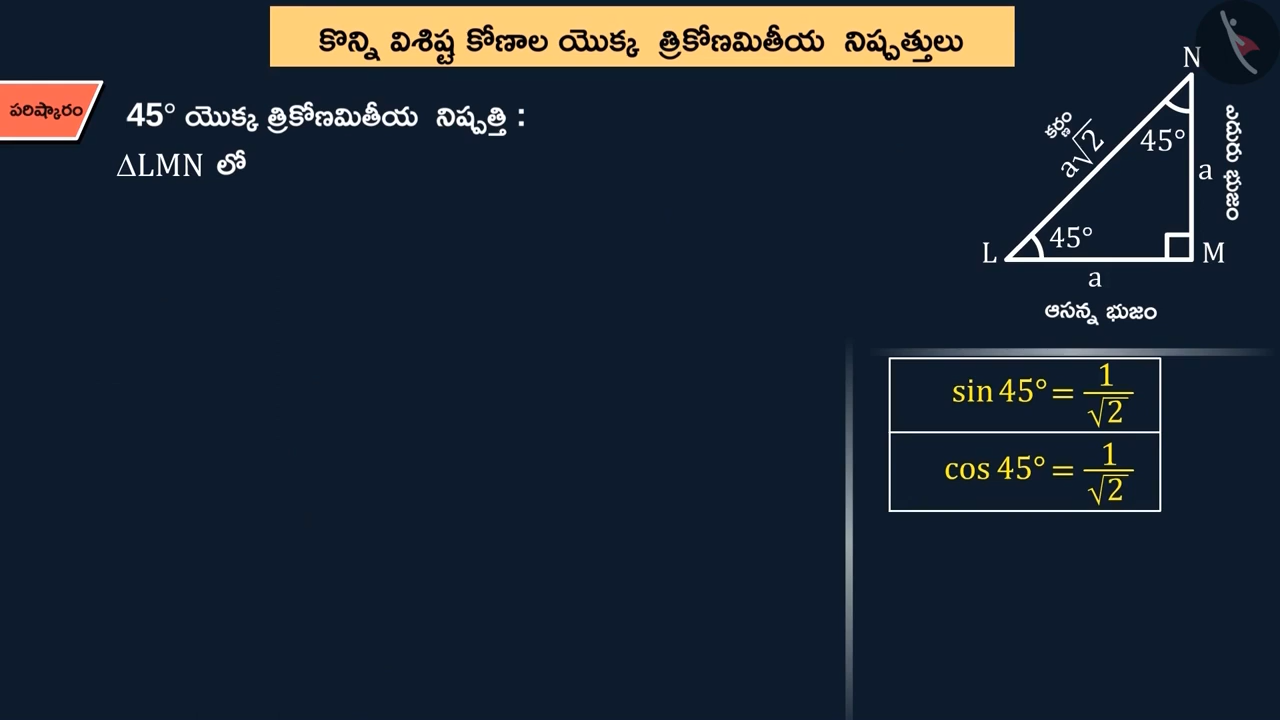 కొన్ని విశిష్ట కోణాల యొక్క త్రికోణమితీయ నిష్పత్తులు
పరిష్కారం
45° యొక్క త్రికోణమితీయ నిష్పత్తి :
ΔLMN లో
N
కర్ణం
a√2
45°
a
ఎదురు భుజం
45°
L
M
a
ఆసన్న భుజం
sin 45° = 1/√2
cos 45° = 1/√2